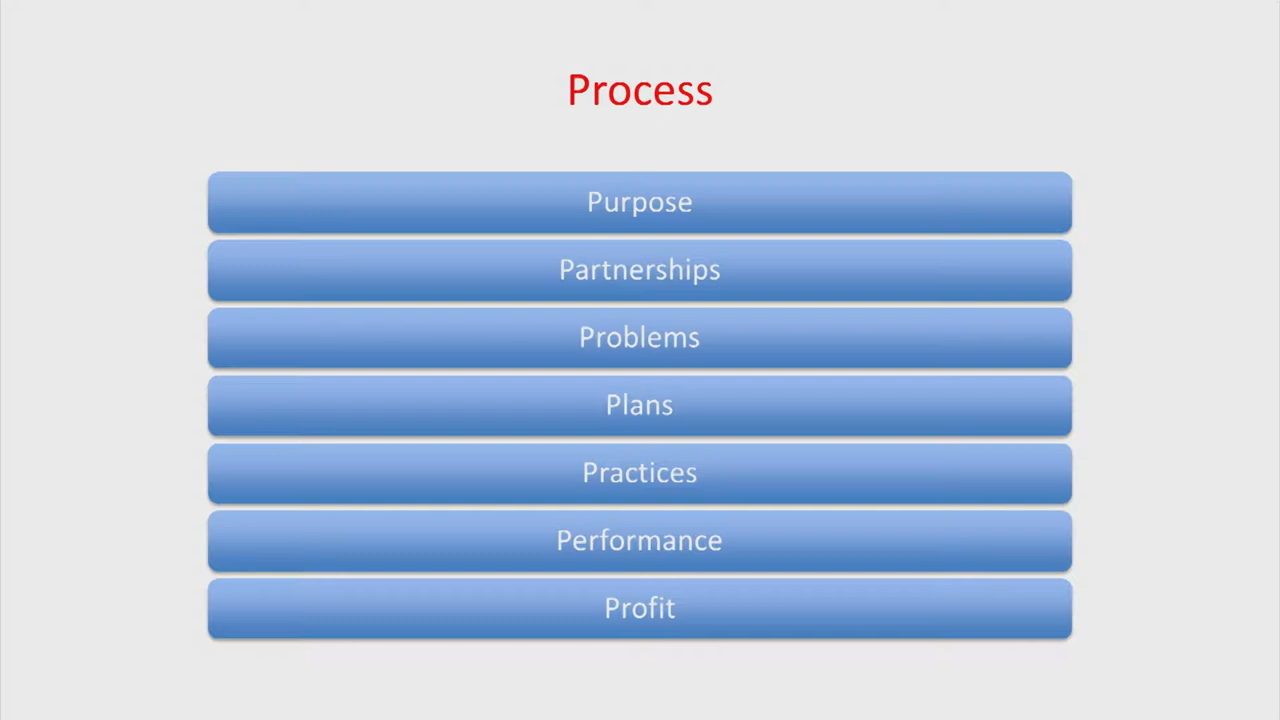 Process
Purpose
Partnerships
Problems
Plans
Practices
Performance
Profit